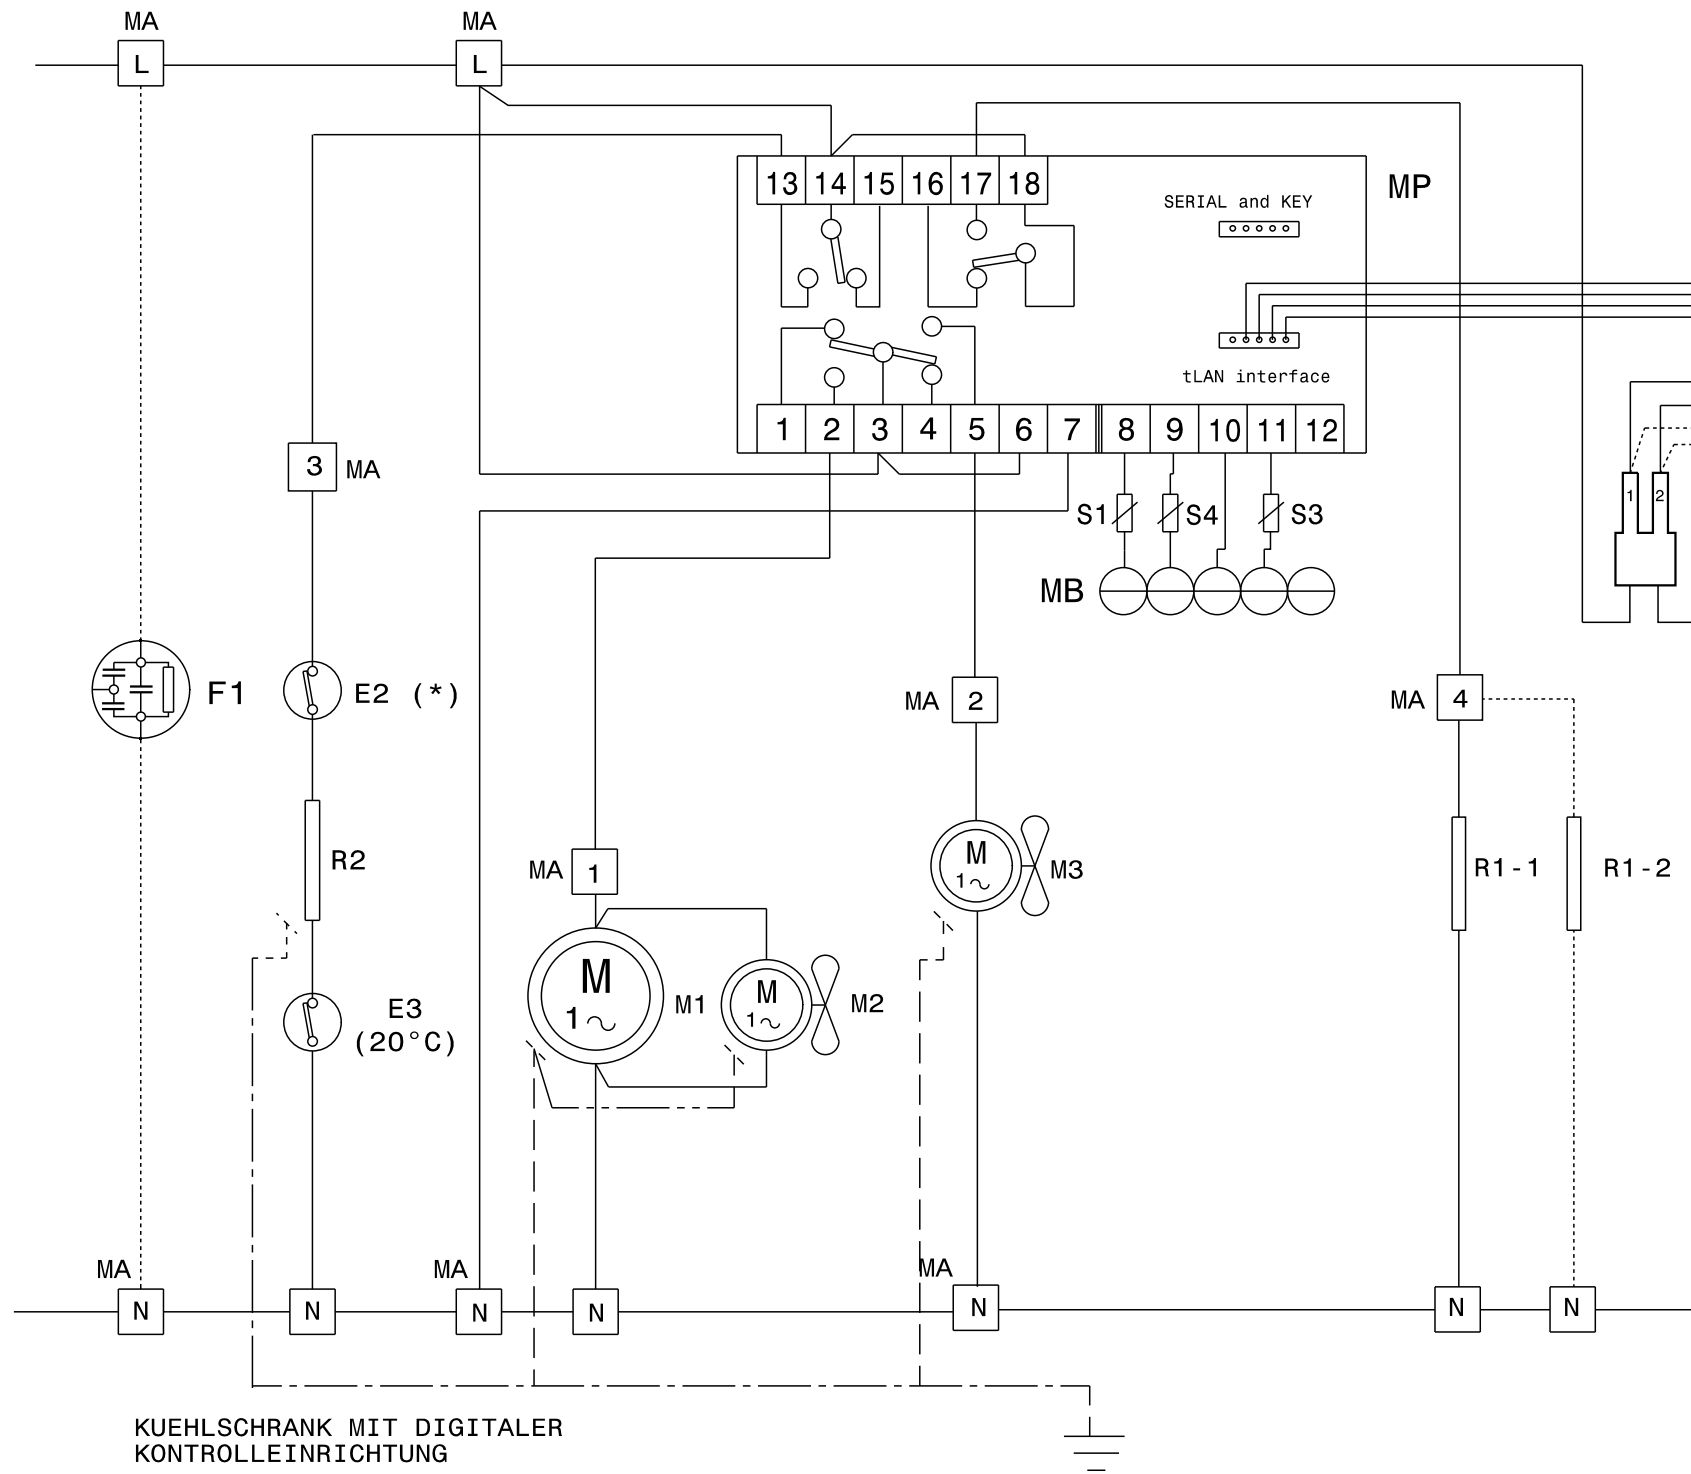 MA MA
L L
13 14 15 16 17 18
MP
SERIAL and KEY
tLAN interface
1 2 3 4 5 6 7 8 9 10 11 12
3 MA
1 2
S1 S4 S3
MB
F1
E2 (*)
MA 2
MA 4
R2
MA 1
M
1
M3
R1-1
R1-2
M
1
M1
M
1
M2
E3
(20°C)
MA MA MA
N N N N N N N
KUEHLSCHRANK MIT DIGITALER
KONTROLLEINRICHTUNG